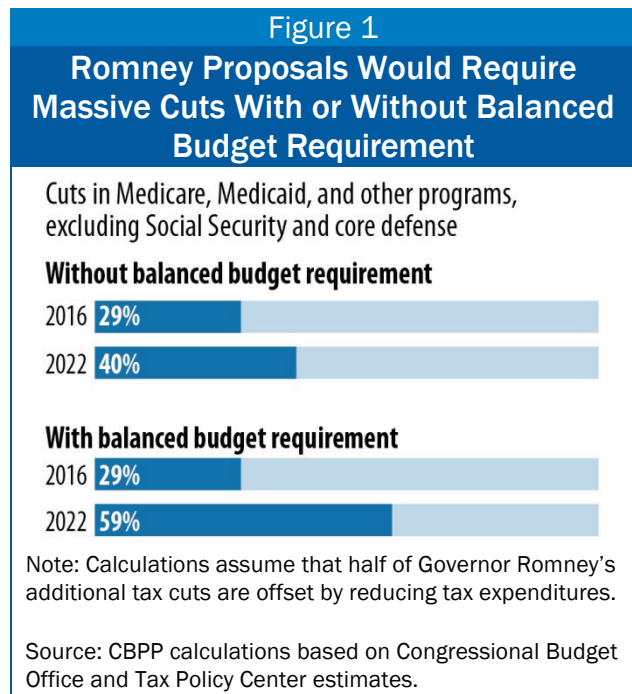 Figure 1
Romney Proposals Would Require
Massive Cuts With or Without Balanced
Budget Requirement
Cuts in Medicare, Medicaid, and other programs,
excluding Social Security and core defense
Without balanced budget requirement
2016 29%
2022 40%
With balanced budget requirement
2016 29%
2022 59%
Note: Calculations assume that half of Governor Romney’s
additional tax cuts are offset by reducing tax expenditures.
Source: CBPP calculations based on Congressional Budget
Office and Tax Policy Center estimates.